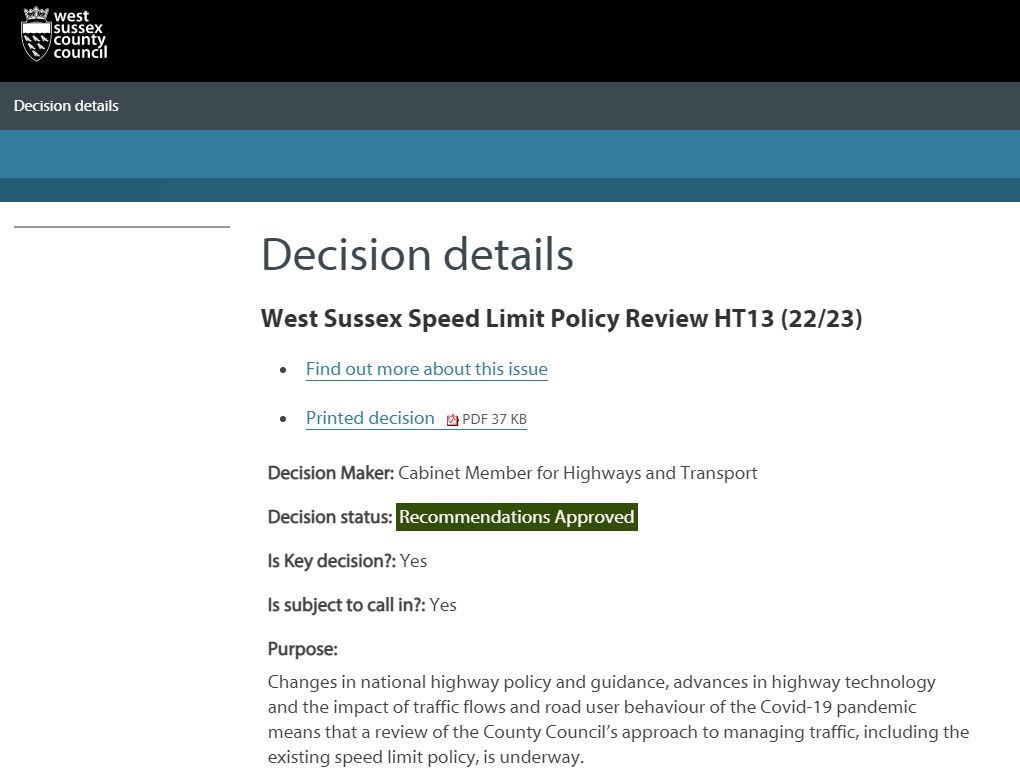 west
sussex
county
council
Decision details
Decision details
West Sussex Speed Limit Policy Review HT13 (22/23)
Find out more about this issue
Printed decision PDF 37 KB
Decision Maker: Cabinet Member for Highways and Transport
Decision status: Recommendations Approved
Is Key decision?: Yes
Is subject to call in?: Yes
Purpose:
Changes in national highway policy and guidance, advances in highway technology
and the impact of traffic flows and road user behaviour of the Covid-19 pandemic
means that a review of the County Council’s approach to managing traffic, including the
existing speed limit policy, is underway.